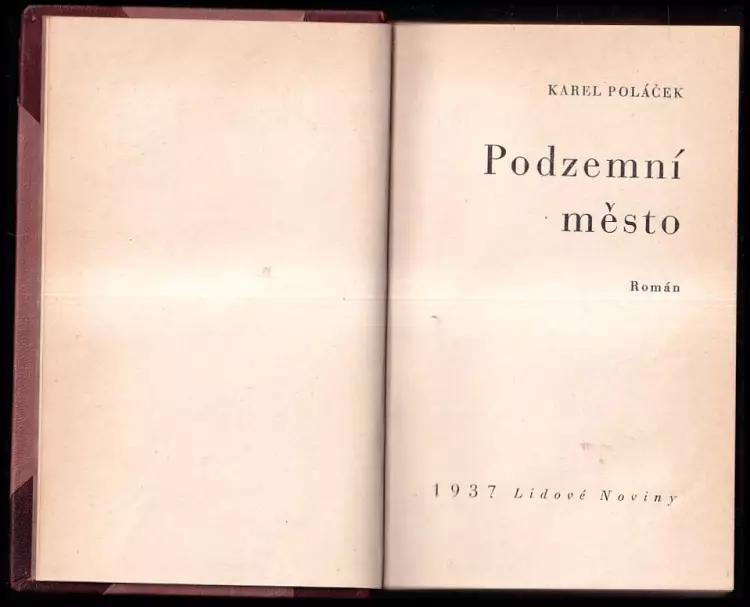 KAREL POLÁČEK
Podzemní
město
Román
1937 Lidové Noviny